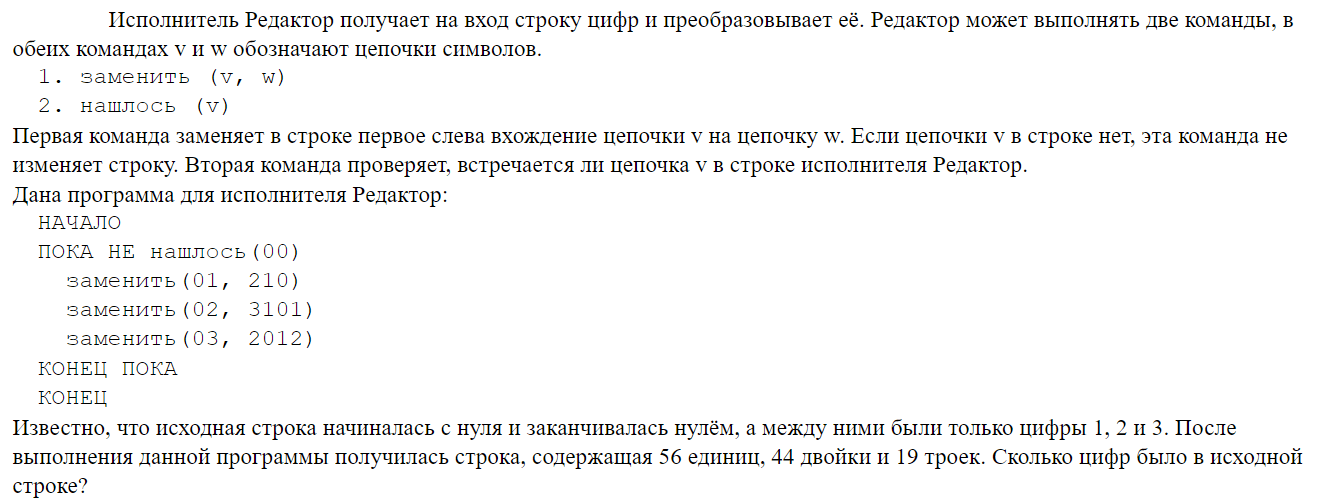 Исполнитель Редактор получает на вход строку цифр и преобразовывает её. Редактор может выполнять две команды, в
обеих командах v и w обозначают цепочки символов.
1. заменить (v, w)
2. нашлось (v)
Первая команда заменяет в строке первое слева вхождение цепочки v на цепочку w. Если цепочки v в строке нет, эта команда не
изменяет строку. Вторая команда проверяет, встречается ли цепочка v в строке исполнителя Редактор.
Дана программа для исполнителя Редактор:
НАЧАЛО
ПОКА НЕ нашлось(00)
заменить(01, 210)
заменить(02, 3101)
заменить(03, 2012)
КОНЕЦ ПОКА
КОНЕЦ
Известно, что исходная строка начиналась с нуля и заканчивалась нулём, а между ними были только цифры 1, 2 и 3. После
выполнения данной программы получилась строка, содержащая 56 единиц, 44 двойки и 19 троек. Сколько цифр было в исходной
строке?